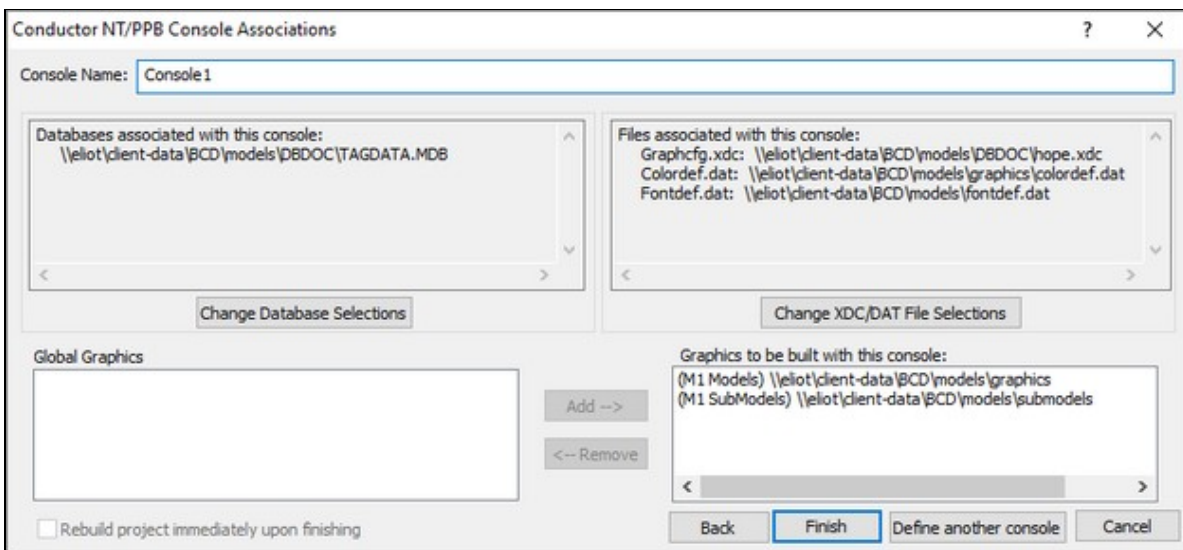 Conductor NT/PPB Console Associations
?
Console Name: Console1
Databases associated with this console:
\\eliot\client-data\BCD\models\DBDOC\TAGDATA.MDB
Files associated with this console:
Graphcfg.xdc: \\eliot\client-data\BCD\models\DBDOC\hope.xdc
Colordef.dat: \\eliot\client-data\BCD\models\graphics\colordef.dat
Fontdef.dat: \\eliot\client-data\BCD\models\fontdef.dat
Change Database Selections
Change XDC/DAT File Selections
Global Graphics
Graphics to be built with this console:
(M1 Models) \\eliot\client-data\BCD\models\graphics
(M1 SubModels) \\eliot\client-data\BCD\models\submodels
Add -->
<-- Remove
Rebuild project immediately upon finishing
Back
Finish
Define another console
Cancel